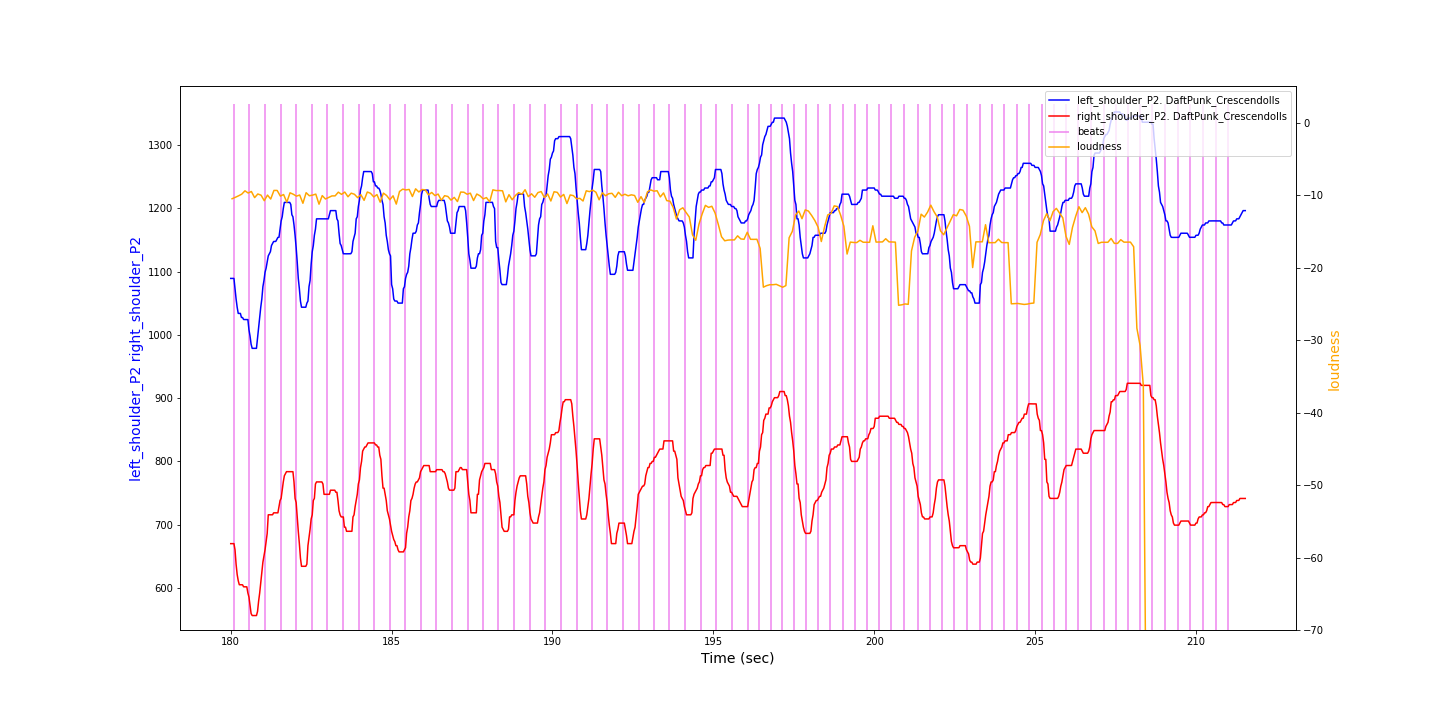 left_shoulder_P2. DaftPunk_Crescendolls
right_shoulder_P2. DaftPunk_Crescendolls
beats
loudness
1300
1200
1100
1000
900
800
700
600
left_shoulder_P2 right_shoulder_P2
0
−10
−20
−30
−40
−50
−60
−70
loudness
180 185 190 195 200 205 210
Time (sec)